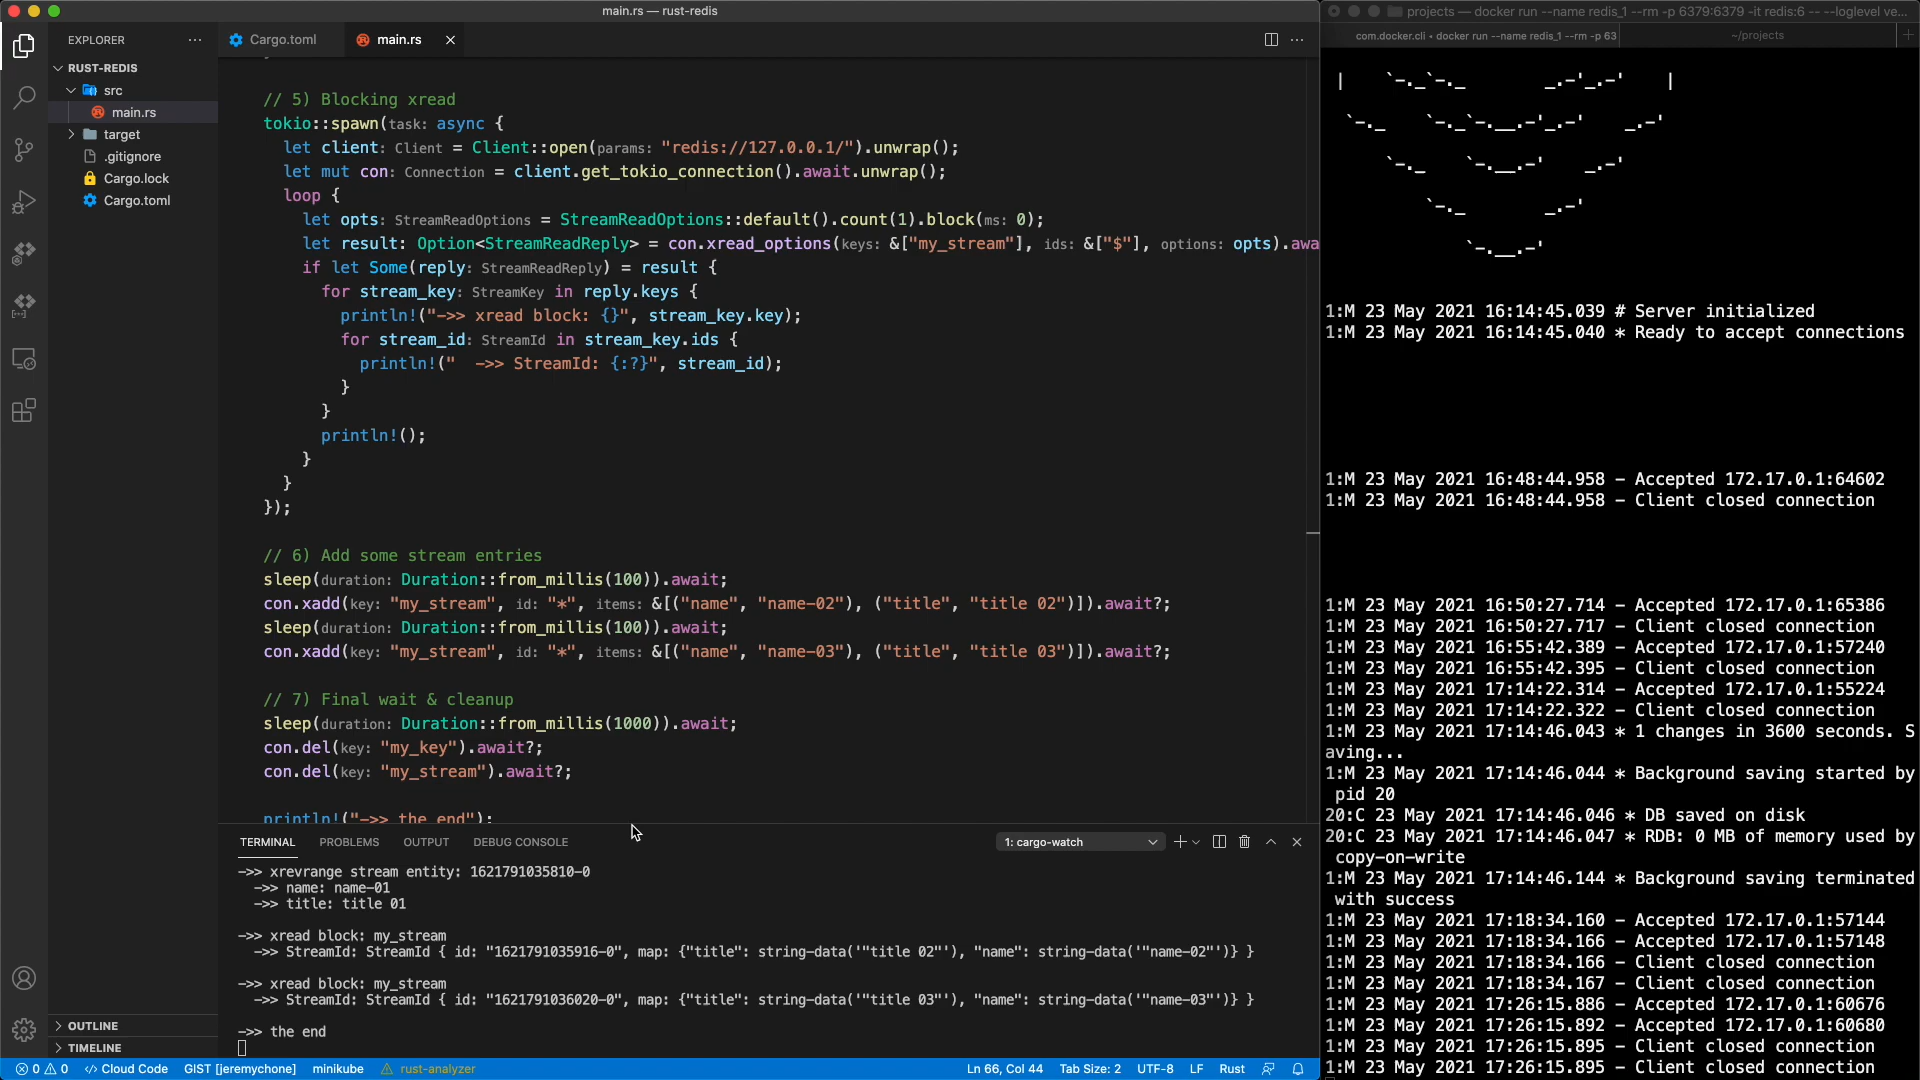 main.rs — rust-redis
EXPLORER
RUST-REDIS
src
main.rs
target
.gitignore
Cargo.lock
Cargo.toml
OUTLINE
TIMELINE
Cargo.toml
main.rs
// 5) Blocking xread
tokio::spawn(task: async {
let client: Client = Client::open(params: "redis://127.0.0.1/").unwrap();
let mut con: Connection = client.get_tokio_connection().await.unwrap();
loop {
let opts: StreamReadOptions = StreamReadOptions::default().count(1).block(ms: 0);
let result: Option<StreamReadReply> = con.xread_options(keys: &["my_stream"], ids: &["$"], options: opts).awa
if let Some(reply: StreamReadReply) = result {
for stream_key: StreamKey in reply.keys {
println!("->> xread block: {}", stream_key.key);
for stream_id: StreamId in stream_key.ids {
println!("  ->> StreamId: {:?}", stream_id);
}
}
println!();
}
}
});
// 6) Add some stream entries
sleep(duration: Duration::from_millis(100)).await;
con.xadd(key: "my_stream", id: "*", items: &[("name", "name-02"), ("title", "title 02")]).await?;
sleep(duration: Duration::from_millis(100)).await;
con.xadd(key: "my_stream", id: "*", items: &[("name", "name-03"), ("title", "title 03")]).await?;
// 7) Final wait & cleanup
sleep(duration: Duration::from_millis(1000)).await;
con.del(key: "my_key").await?;
con.del(key: "my_stream").await?;
println!("->> the end");
TERMINAL PROBLEMS OUTPUT DEBUG CONSOLE 1: cargo-watch
->> xrevrange stream entity: 1621791035810-0
->> name: name-01
->> title: title 01
->> xread block: my_stream
->> StreamId: StreamId { id: "1621791035916-0", map: {"title": string-data('"title 02"'), "name": string-data('"name-02"')} }
->> xread block: my_stream
->> StreamId: StreamId { id: "1621791036020-0", map: {"title": string-data('"title 03"'), "name": string-data('"name-03"')} }
->> the end
0 0 Cloud Code GIST [jeremychone] minikube rust-analyzer Ln 66, Col 44 Tab Size: 2 UTF-8 LF Rust
projects — docker run --name redis_1 --rm -p 6379:6379 -it redis:6 -- --loglevel ve...
com.docker.cli • docker run --name redis_1 --rm -p 63 ~/projects
|    `-._`-._        _.-'_.-'    |
`-._    `-._`-.__.-'_.-'    _.-'
`-._    `-.__.-'    _.-'
`-._        _.-'
`-.__.-'
1:M 23 May 2021 16:14:45.039 # Server initialized
1:M 23 May 2021 16:14:45.040 * Ready to accept connections
1:M 23 May 2021 16:48:44.958 - Accepted 172.17.0.1:64602
1:M 23 May 2021 16:48:44.958 - Client closed connection
1:M 23 May 2021 16:50:27.714 - Accepted 172.17.0.1:65386
1:M 23 May 2021 16:50:27.717 - Client closed connection
1:M 23 May 2021 16:55:42.389 - Accepted 172.17.0.1:57240
1:M 23 May 2021 16:55:42.395 - Client closed connection
1:M 23 May 2021 17:14:22.314 - Accepted 172.17.0.1:55224
1:M 23 May 2021 17:14:22.322 - Client closed connection
1:M 23 May 2021 17:14:46.043 * 1 changes in 3600 seconds. S
aving...
1:M 23 May 2021 17:14:46.044 * Background saving started by
pid 20
20:C 23 May 2021 17:14:46.046 * DB saved on disk
20:C 23 May 2021 17:14:46.047 * RDB: 0 MB of memory used by
copy-on-write
1:M 23 May 2021 17:14:46.144 * Background saving terminated
with success
1:M 23 May 2021 17:18:34.160 - Accepted 172.17.0.1:57144
1:M 23 May 2021 17:18:34.166 - Accepted 172.17.0.1:57148
1:M 23 May 2021 17:18:34.166 - Client closed connection
1:M 23 May 2021 17:18:34.167 - Client closed connection
1:M 23 May 2021 17:26:15.886 - Accepted 172.17.0.1:60676
1:M 23 May 2021 17:26:15.892 - Accepted 172.17.0.1:60680
1:M 23 May 2021 17:26:15.895 - Client closed connection
1:M 23 May 2021 17:26:15.895 - Client closed connection